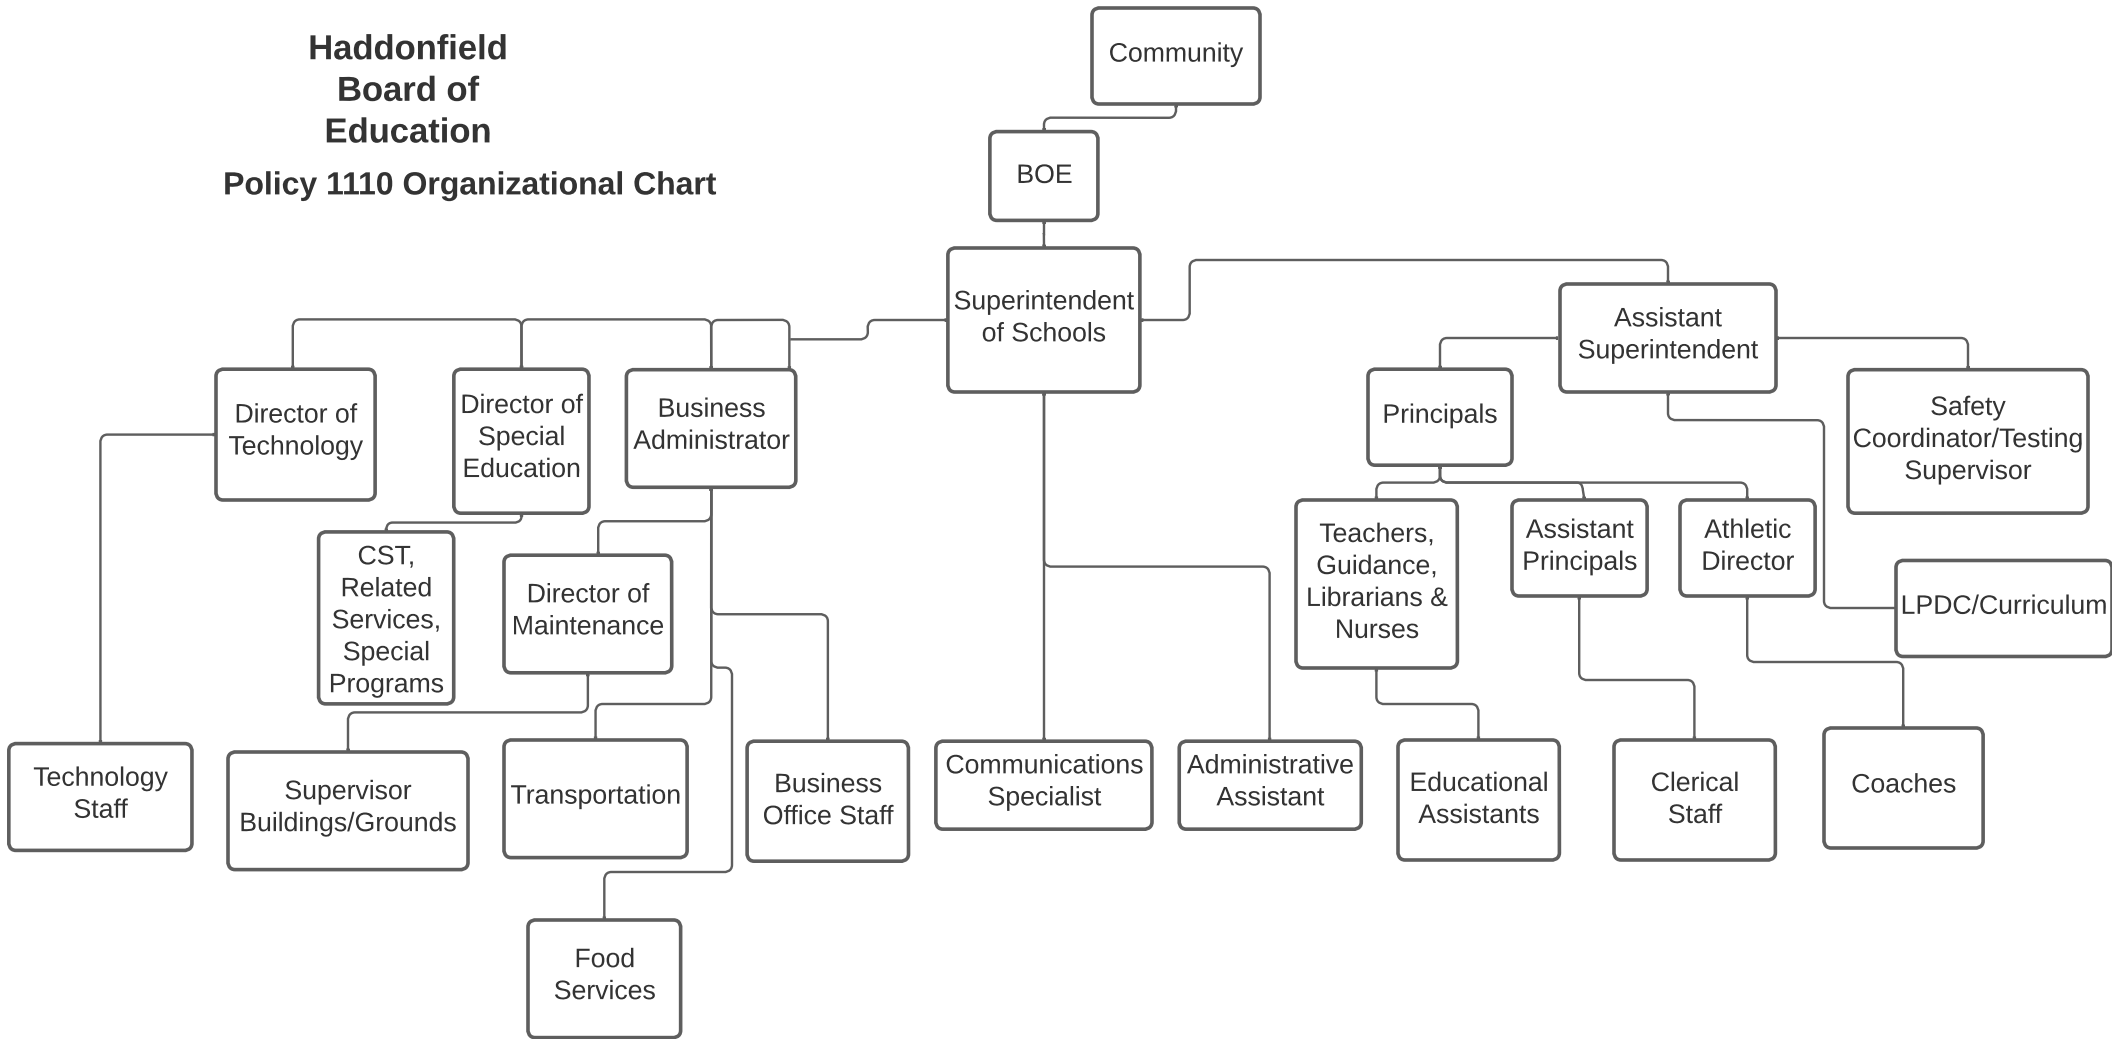 Haddonfield
Board of
Education
Policy 1110 Organizational Chart
Community
BOE
Superintendent
of Schools
Assistant
Superintendent
Director of
Technology
Director of
Special
Education
Business
Administrator
Principals
Safety
Coordinator/Testing
Supervisor
CST,
Related
Services,
Special
Programs
Director of
Maintenance
Teachers,
Guidance,
Librarians &
Nurses
Assistant
Principals
Athletic
Director
LPDC/Curriculum
Technology
Staff
Supervisor
Buildings/Grounds
Transportation
Business
Office Staff
Communications
Specialist
Administrative
Assistant
Educational
Assistants
Clerical
Staff
Coaches
Food
Services